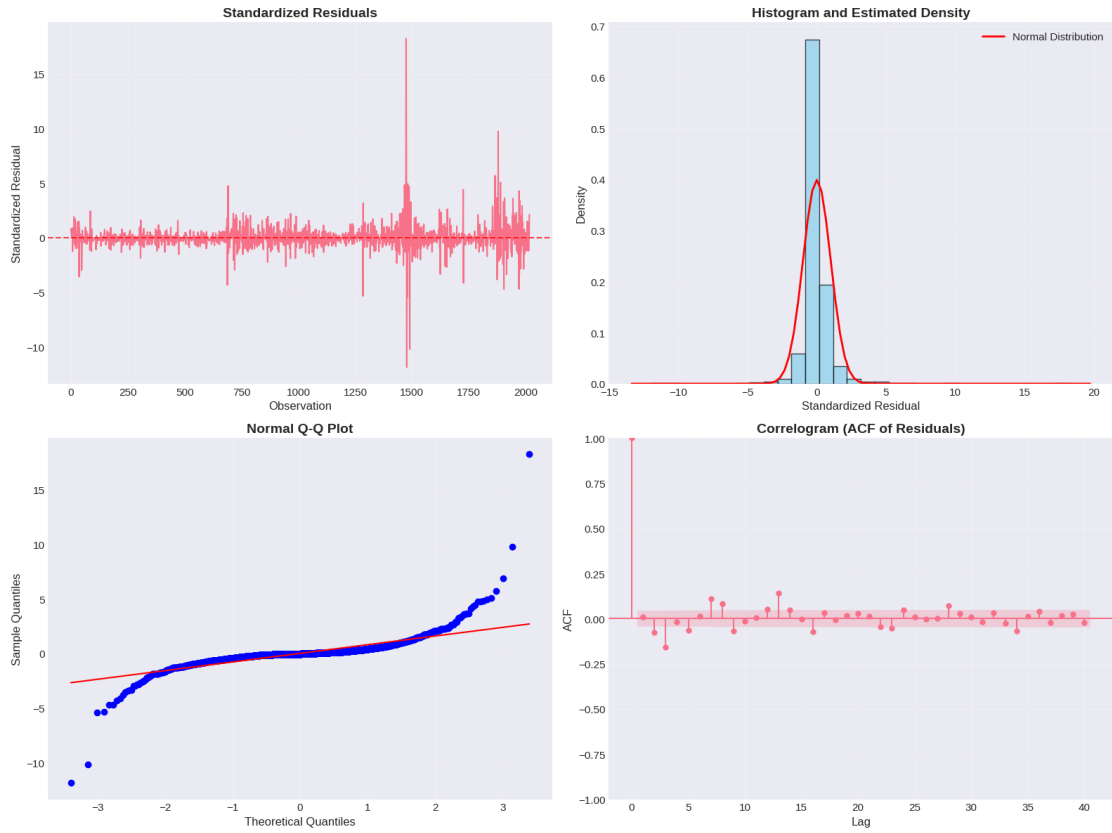 Standardized Residuals
Standardized Residual
15
10
5
0
−5
−10
0 250 500 750 1000 1250 1500 1750 2000
Observation
Histogram and Estimated Density
Normal Distribution
Density
0.7
0.6
0.5
0.4
0.3
0.2
0.1
0.0
−15 −10 −5 0 5 10 15 20
Standardized Residual
Normal Q-Q Plot
Sample Quantiles
15
10
5
0
−5
−10
−3 −2 −1 0 1 2 3
Theoretical Quantiles
Correlogram (ACF of Residuals)
ACF
1.00
0.75
0.50
0.25
0.00
−0.25
−0.50
−0.75
−1.00
0 5 10 15 20 25 30 35 40
Lag